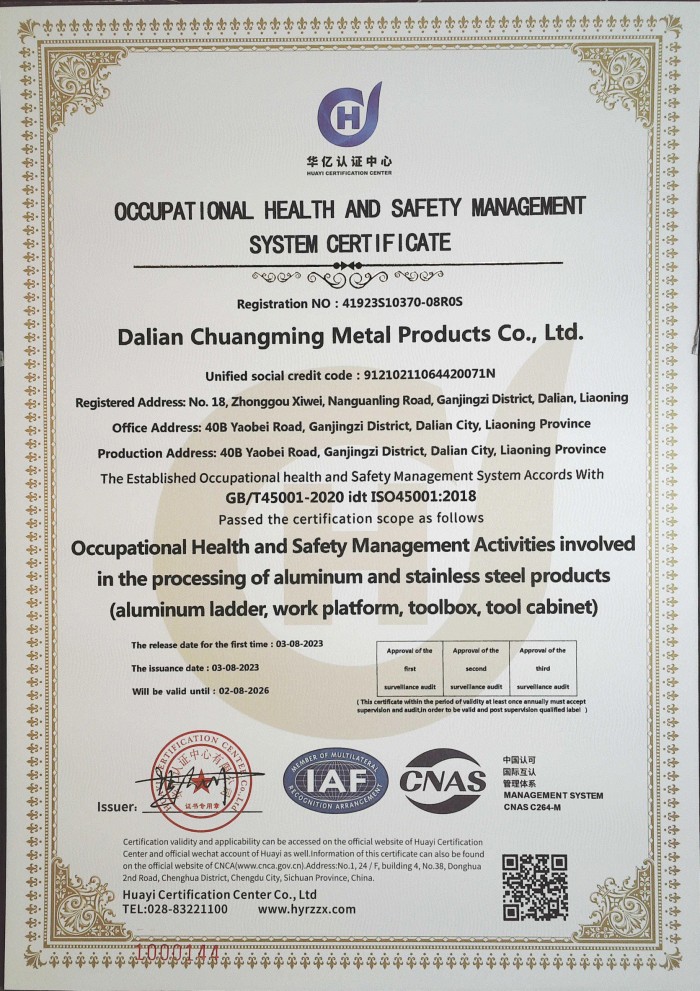 华亿认证中心
HUAYI CERTIFICATION CENTER
OCCUPATIONAL HEALTH AND SAFETY MANAGEMENT
SYSTEM CERTIFICATE
Registration NO : 41923S10370-08R0S
Dalian Chuangming Metal Products Co., Ltd.
Unified social credit code : 91210211064420071N
Registered Address: No. 18, Zhonggou Xiwei, Nanguanling Road, Ganjingzi District, Dalian, Liaoning
Office Address: 40B Yaobei Road, Ganjingzi District, Dalian City, Liaoning Province
Production Address: 40B Yaobei Road, Ganjingzi District, Dalian City, Liaoning Province
The Established Occupational health and Safety Management System Accords With
GB/T45001-2020 idt ISO45001:2018
Passed the certification scope as follows
Occupational Health and Safety Management Activities involved
in the processing of aluminum and stainless steel products
(aluminum ladder, work platform, toolbox, tool cabinet)
The release date for the first time : 03-08-2023
The issuance date : 03-08-2023
Will be valid until : 02-08-2026
Approval of the first surveillance audit
Approval of the second surveillance audit
Approval of the third surveillance audit
( This certificate within the period of validity at least once annually must accept
supervision and audit,in order to be valid and post supervision qualified label )
Issuer:
证书专用章
MEMBER OF MULTILATERAL
IAF
RECOGNITION ARRANGEMENT
CNAS
中国认可
国际互认
管理体系
MANAGEMENT SYSTEM
CNAS C264-M
Certification validity and applicability can be accessed on the official website of Huayi Certification
Center and official wechat account of Huayi as well.Information of this certificate can also be found
on the official website of CNCA(www.cnca.gov.cn).Address:No.1, 24 / F, building 4, No.38, Donghua
2nd Road, Chenghua District, Chengdu City, Sichuan Province, China.
Huayi Certification Center Co., Ltd
TEL:028-83221100 www.hyrzzx.com
1000144